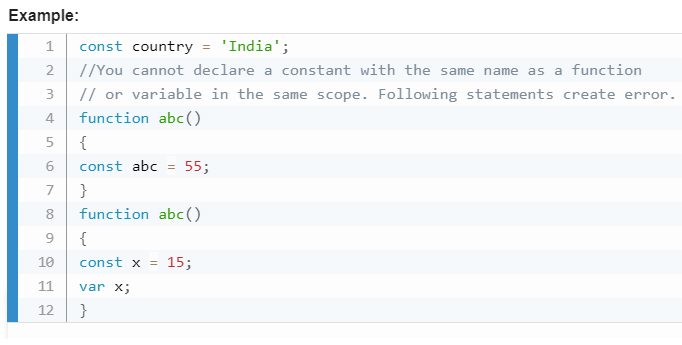 Example:
1 const country = 'India';
2 //You cannot declare a constant with the same name as a function
3 // or variable in the same scope. Following statements create error.
4 function abc()
5 {
6 const abc = 55;
7 }
8 function abc()
9 {
10 const x = 15;
11 var x;
12 }